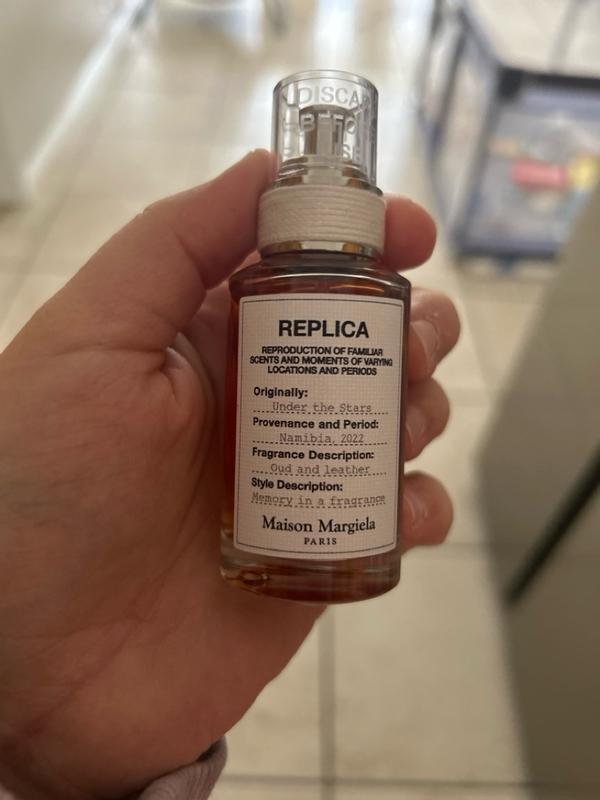 DISCAR
REPLICA
REPRODUCTION OF FAMILIAR
SCENTS AND MOMENTS OF VARYING
LOCATIONS AND PERIODS
Originally:
Under the Stars
Provenance and Period:
Namibia, 2022
Fragrance Description:
Oud and leather
Style Description:
Memory in a fragrance
Maison Margiela
PARIS